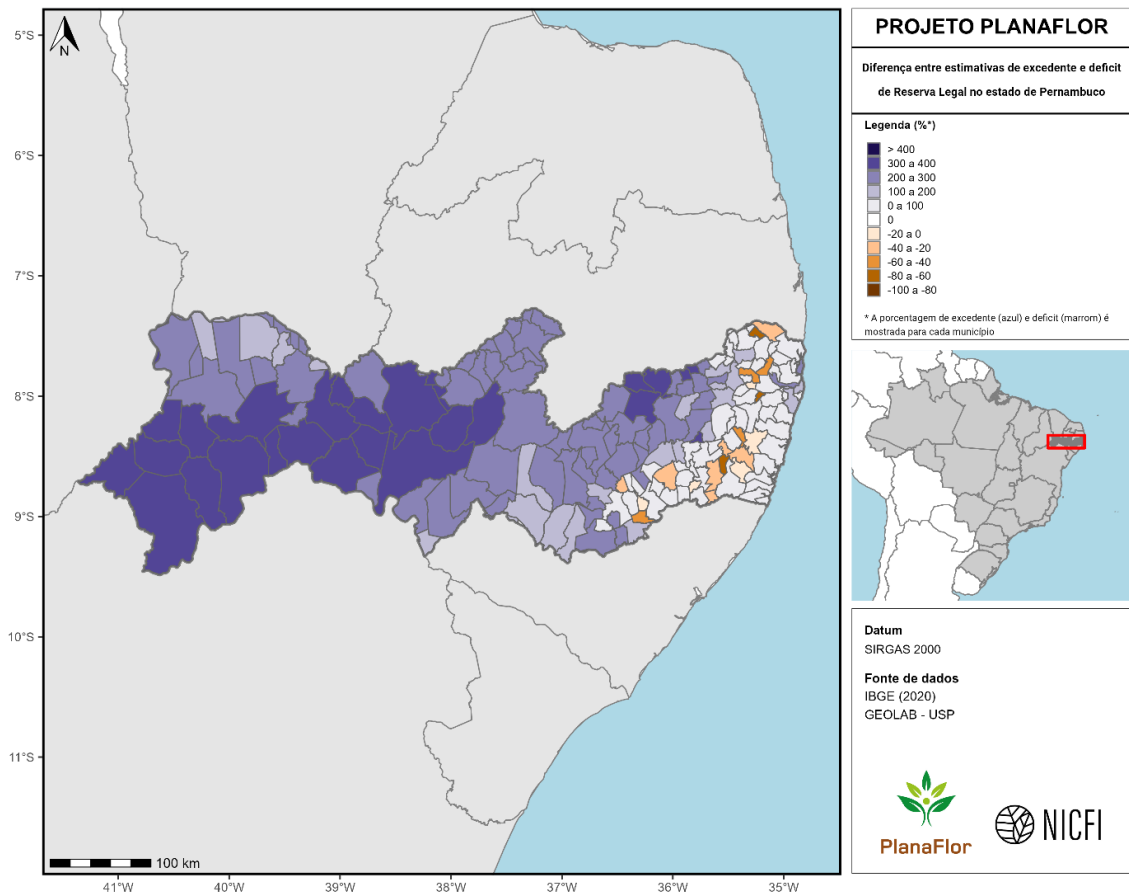 PROJETO PLANAFLOR
Diferença entre estimativas de excedente e deficit
de Reserva Legal no estado de Pernambuco
Legenda (%*)
> 400
300 a 400
200 a 300
100 a 200
0 a 100
0
-20 a 0
-40 a -20
-60 a -40
-80 a -60
-100 a -80
* A porcentagem de excedente (azul) e deficit (marrom) é
mostrada para cada município
N
5°S
6°S
7°S
8°S
9°S
10°S
11°S
100 km
41°W
40°W
39°W
38°W
37°W
36°W
35°W
Datum
SIRGAS 2000
Fonte de dados
IBGE (2020)
GEOLAB - USP
PlanaFlor
NICFI